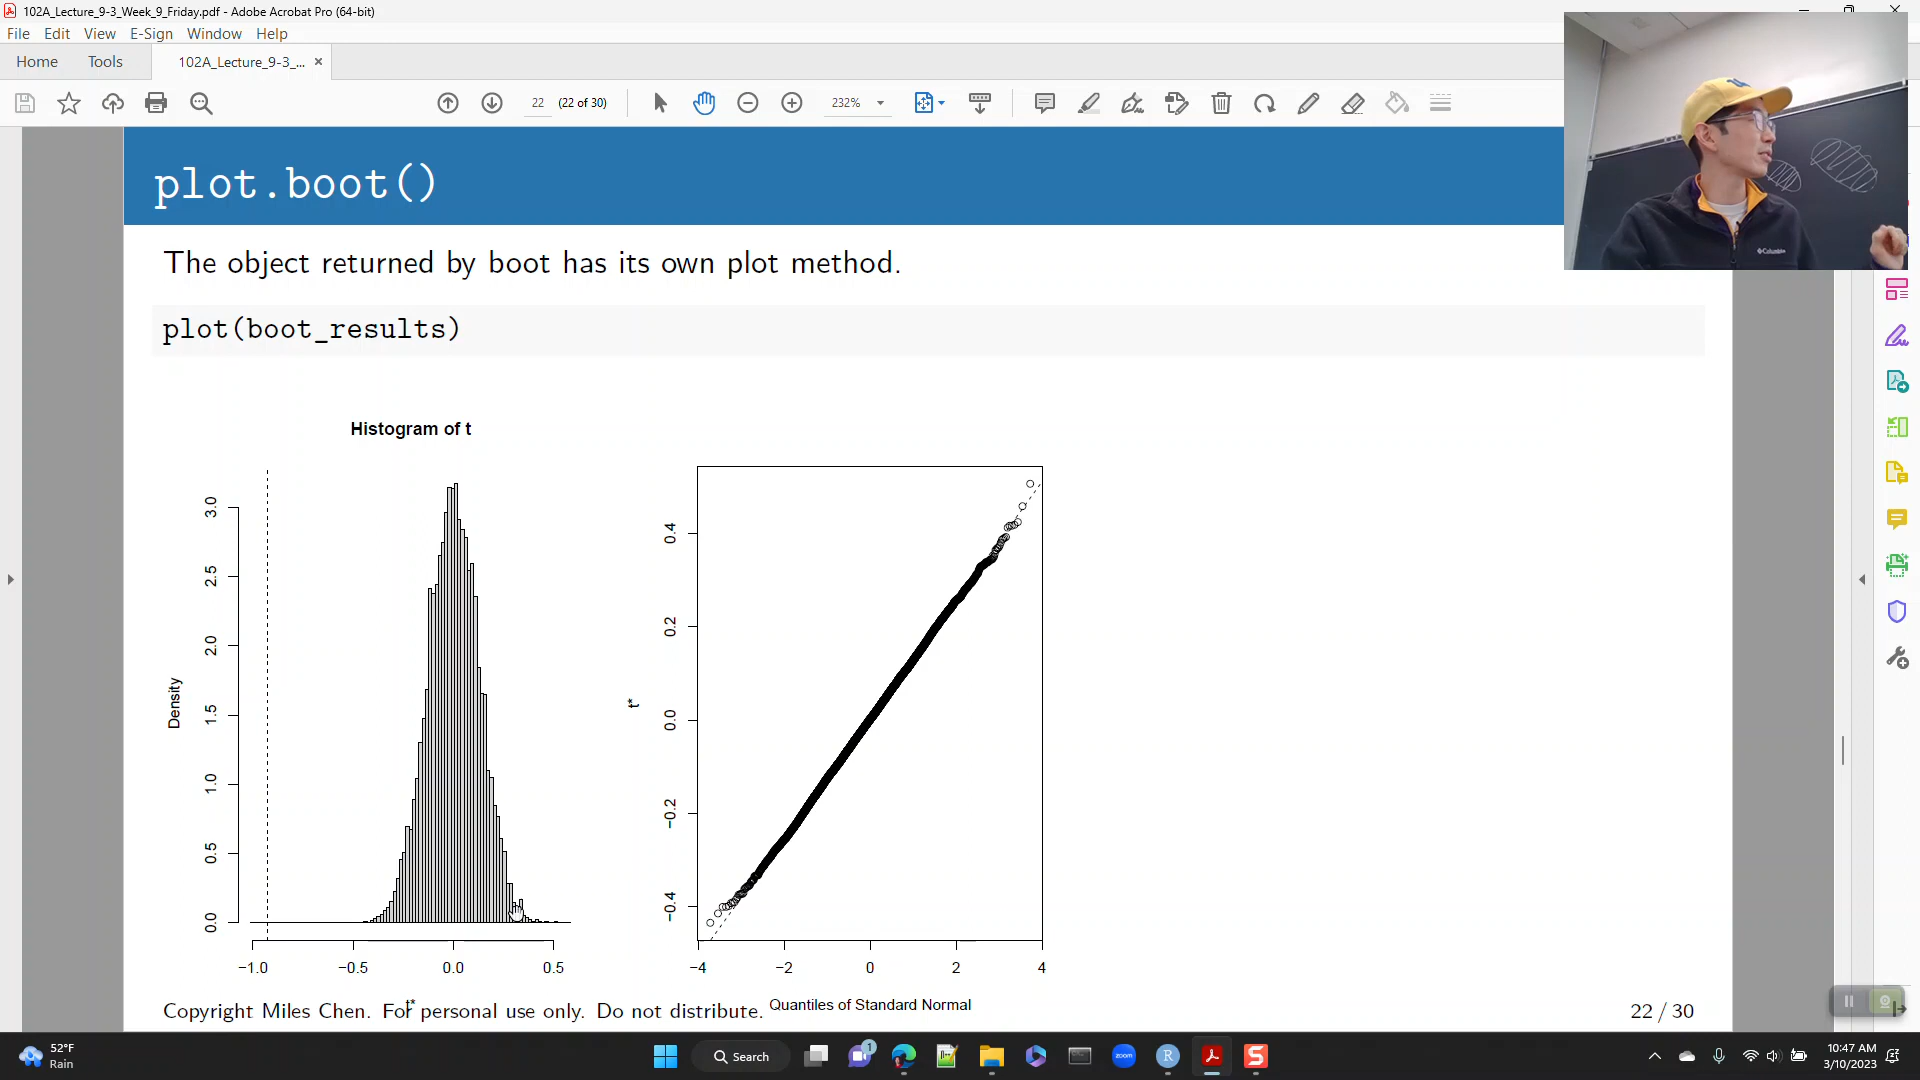 102A_Lecture_9-3_Week_9_Friday.pdf - Adobe Acrobat Pro (64-bit)
File Edit View E-Sign Window Help
Home Tools 102A_Lecture_9-3_... ×
22 (22 of 30) 232%
plot.boot()
The object returned by boot has its own plot method.
plot(boot_results)
Histogram of t
Density
3.0
2.5
2.0
1.5
1.0
0.5
0.0
−1.0 −0.5 0.0 0.5
t*
t*
0.4
0.2
0.0
−0.2
−0.4
−4 −2 0 2 4
Quantiles of Standard Normal
Copyright Miles Chen. For personal use only. Do not distribute.
22 / 30
Columbia
52°F
Rain
Search
1
zoom
R
S
10:47 AM
3/10/2023